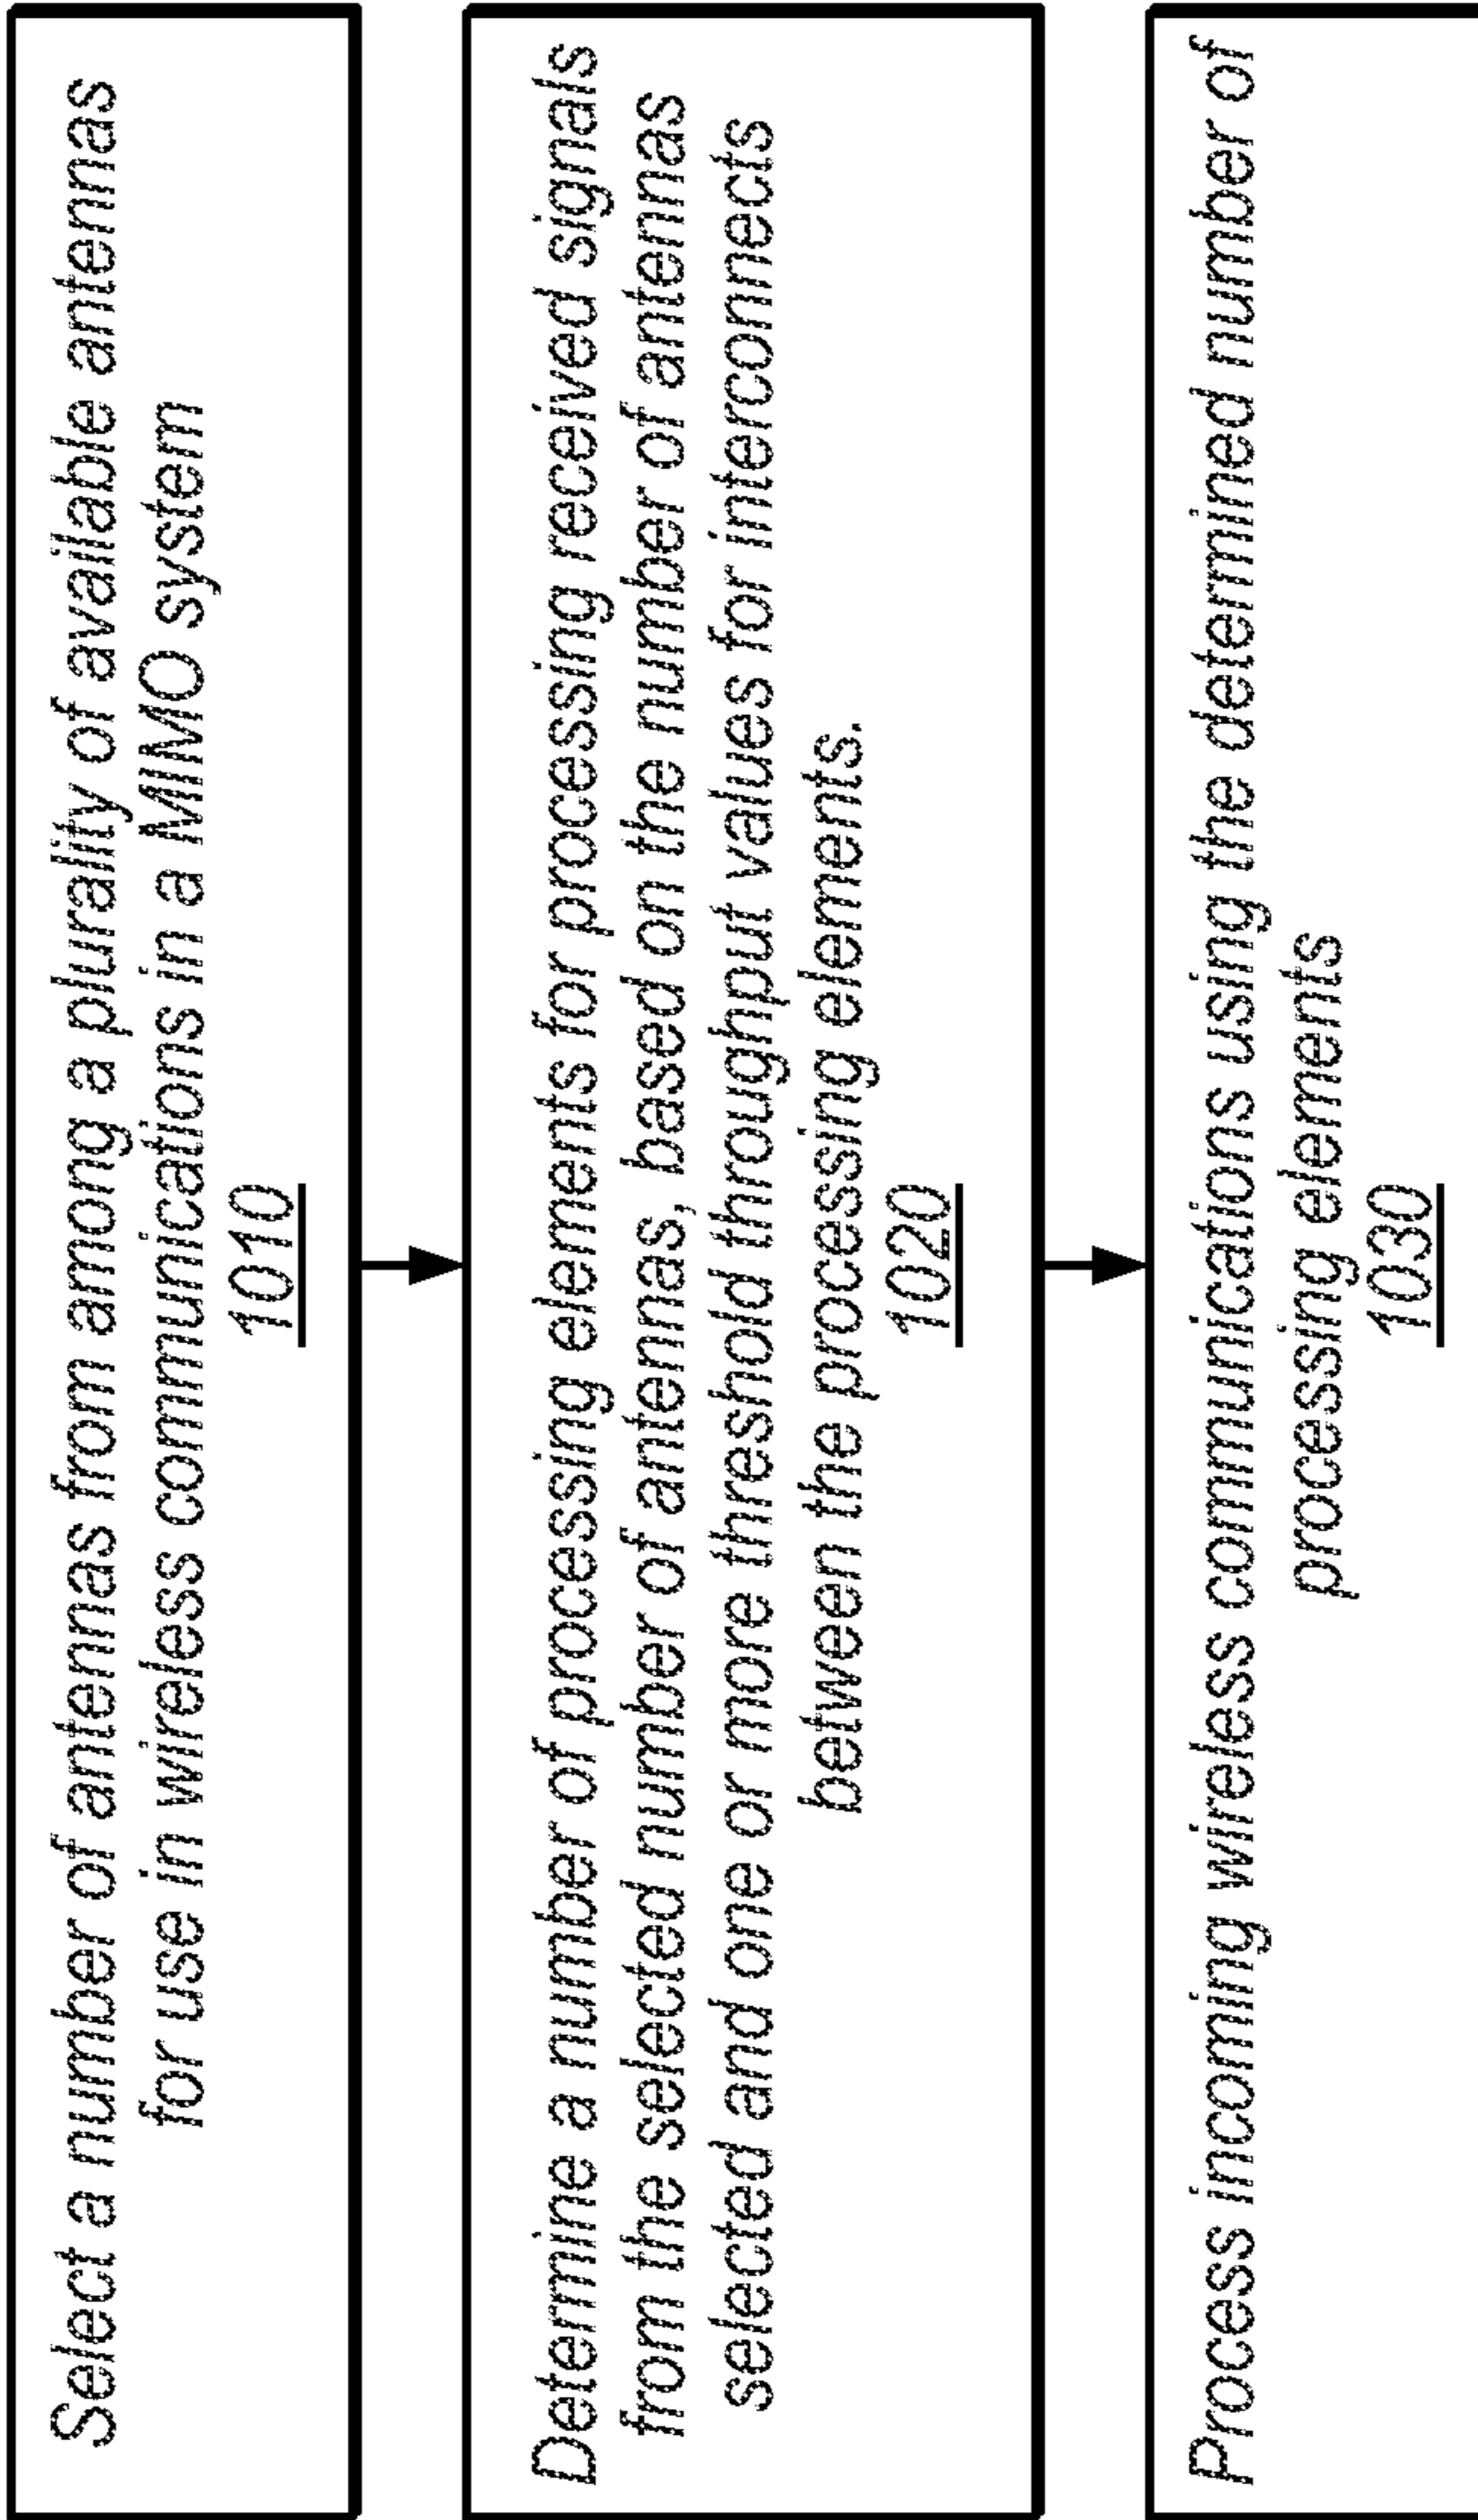 Select a number of antennas from among a plurality of available antennas
for use in wireless communications in a MIMO system
1010
Determine a number of processing elements for processing received signals
from the selected number of antennas, based on the number of antennas
selected and one or more threshold throughput values for interconnects
between the processing elements.
1020
Process incoming wireless communications using the determined number of
processing elements
1030